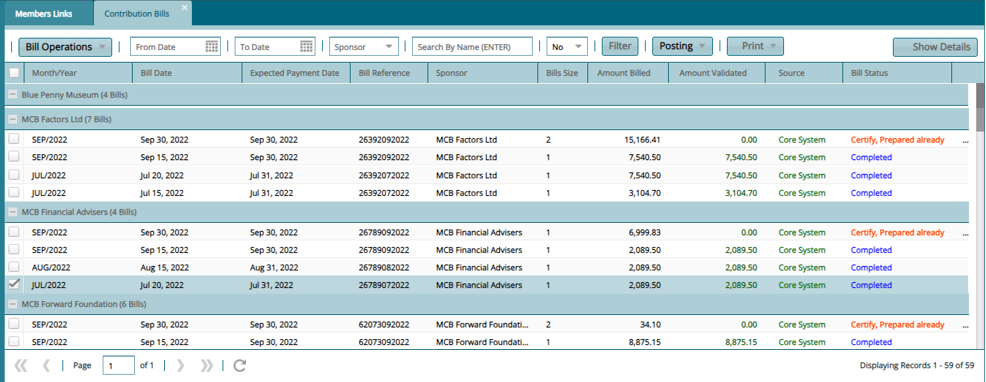 Members Links Contribution Bills
Bill Operations From Date To Date Sponsor Search By Name (ENTER) No Filter Posting Print Show Details
Month/Year Bill Date Expected Payment Date Bill Reference Sponsor Bills Size Amount Billed Amount Validated Source Bill Status
Blue Penny Museum (4 Bills)
MCB Factors Ltd (7 Bills)
SEP/2022 Sep 30, 2022 Sep 30, 2022 26392092022 MCB Factors Ltd 2 15,166.41 0.00 Core System Certify, Prepared already ...
SEP/2022 Sep 15, 2022 Sep 30, 2022 26392092022 MCB Factors Ltd 1 7,540.50 7,540.50 Core System Completed
JUL/2022 Jul 20, 2022 Jul 31, 2022 26392072022 MCB Factors Ltd 1 7,540.50 7,540.50 Core System Completed
JUL/2022 Jul 15, 2022 Jul 31, 2022 26392072022 MCB Factors Ltd 1 3,104.70 3,104.70 Core System Completed
MCB Financial Advisers (4 Bills)
SEP/2022 Sep 30, 2022 Sep 30, 2022 26789092022 MCB Financial Advisers 1 6,999.83 0.00 Core System Certify, Prepared already ...
SEP/2022 Sep 15, 2022 Sep 30, 2022 26789092022 MCB Financial Advisers 1 2,089.50 2,089.50 Core System Completed
AUG/2022 Aug 15, 2022 Aug 31, 2022 26789082022 MCB Financial Advisers 1 2,089.50 2,089.50 Core System Completed
JUL/2022 Jul 20, 2022 Jul 31, 2022 26789072022 MCB Financial Advisers 1 2,089.50 2,089.50 Core System Completed
MCB Forward Foundation (6 Bills)
SEP/2022 Sep 30, 2022 Sep 30, 2022 62073092022 MCB Forward Foundati... 2 34.10 0.00 Core System Certify, Prepared already ...
SEP/2022 Sep 15, 2022 Sep 30, 2022 62073092022 MCB Forward Foundati... 1 8,875.15 8,875.15 Core System Completed
Page 1 of 1 Displaying Records 1 - 59 of 59